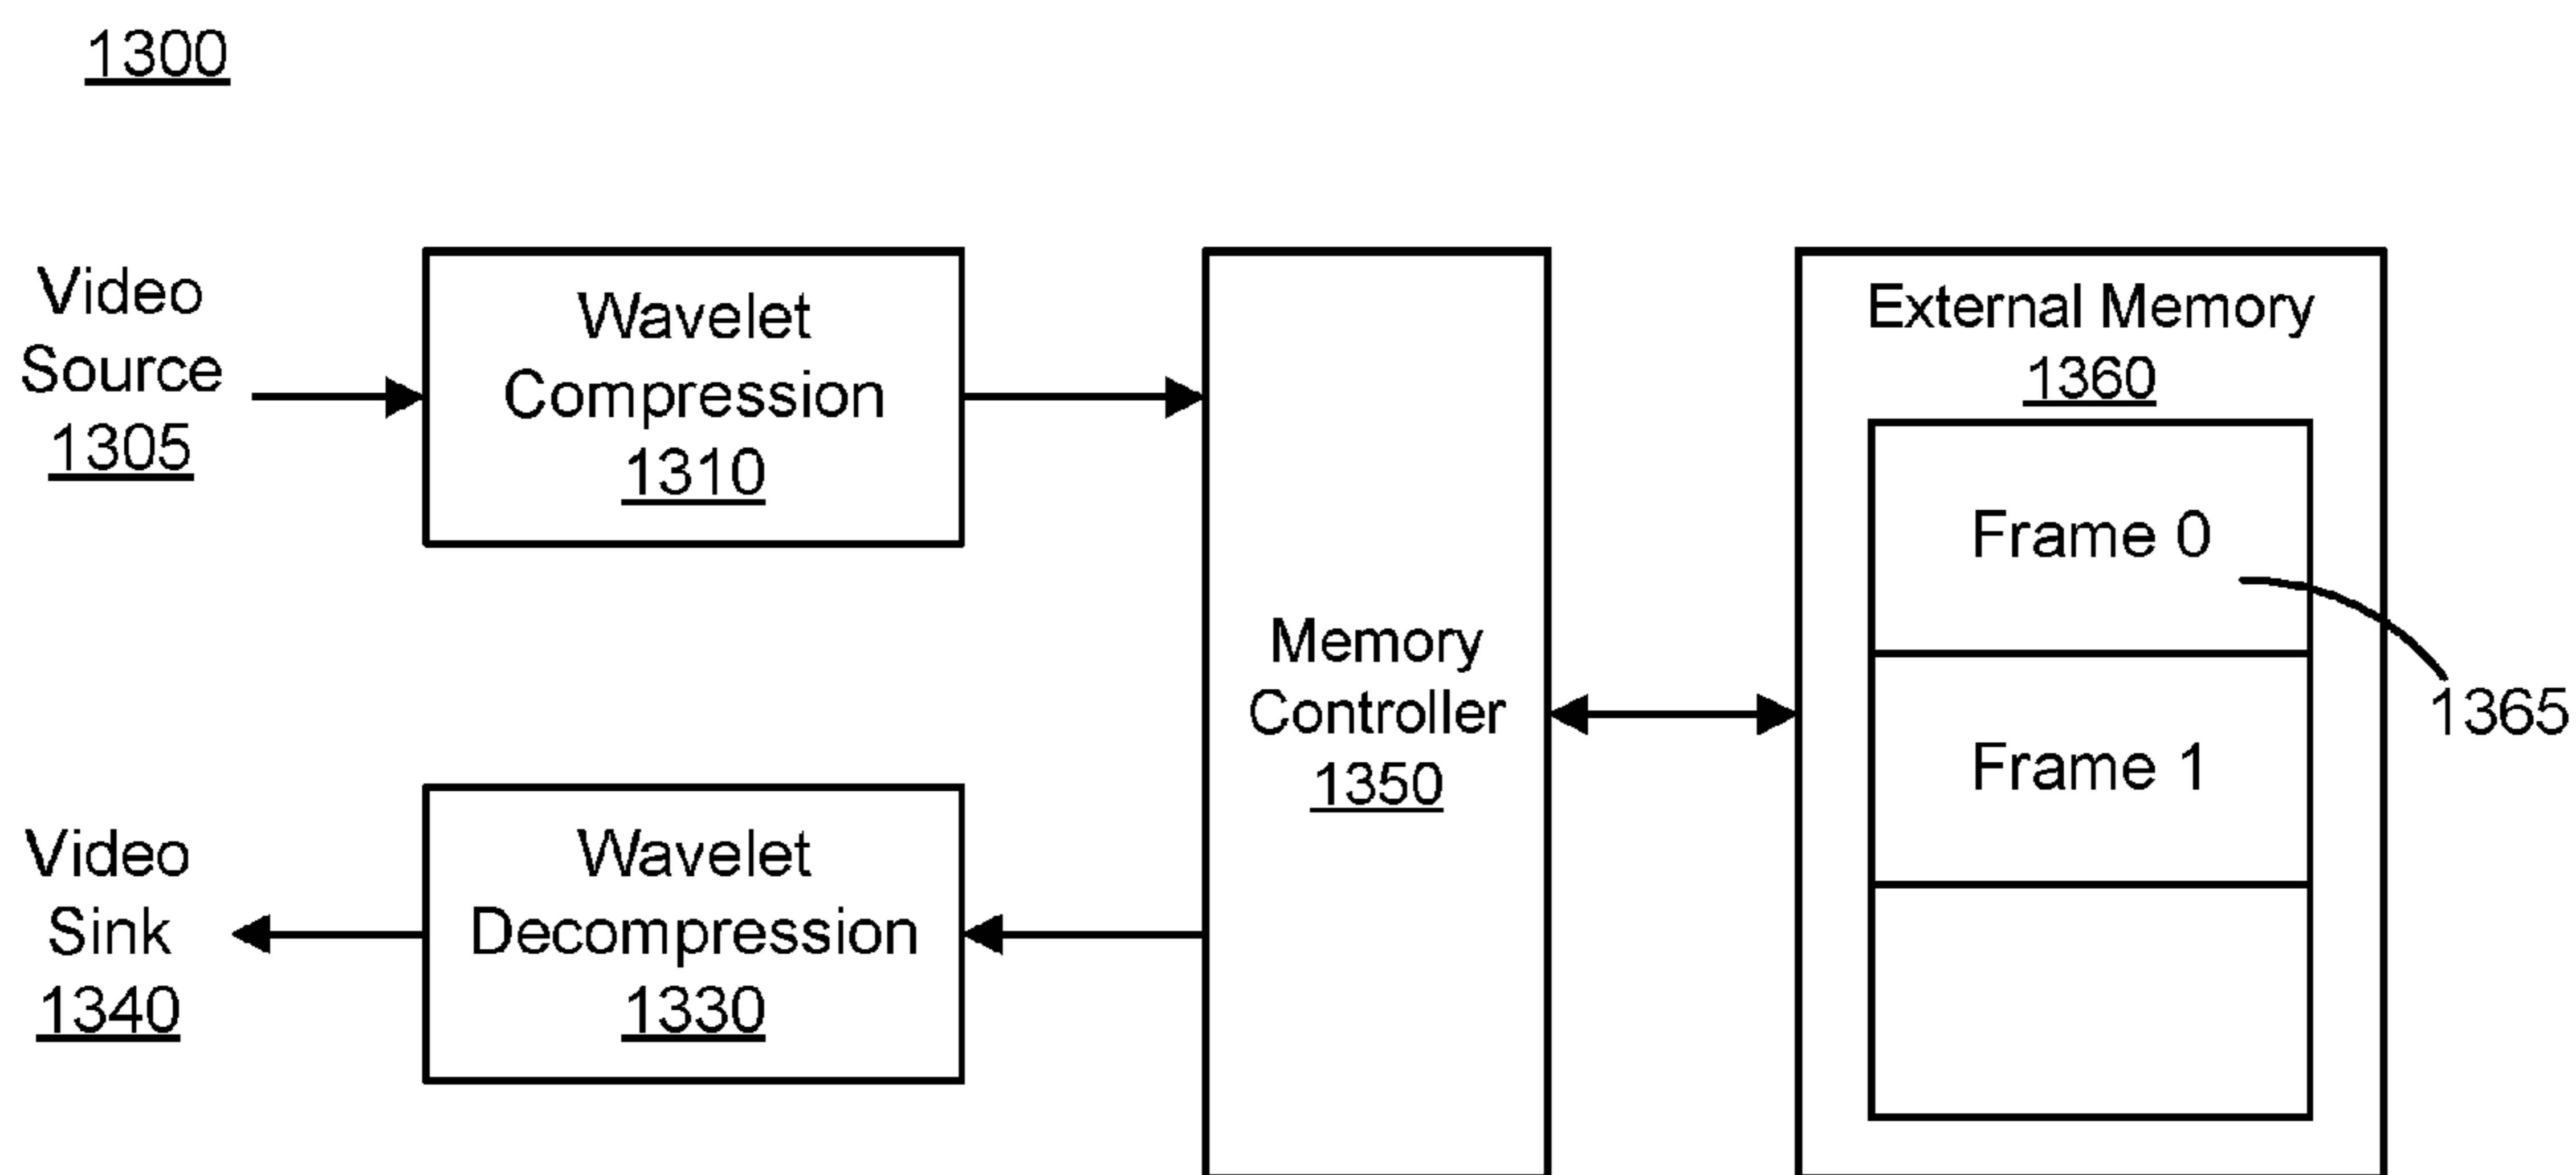 1300
Video
Source
1305
Wavelet
Compression
1310
Video
Sink
1340
Wavelet
Decompression
1330
Memory
Controller
1350
External Memory
1360
Frame 0
Frame 1
1365